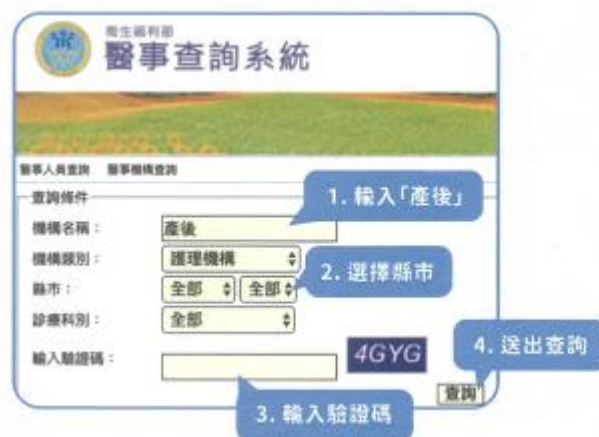 衛生福利部
醫事查詢系統
醫事人員查詢 醫事機構查詢
查詢條件
1. 輸入「產後」
機構名稱： 產後
機構類別： 護理機構
2. 選擇縣市
縣市： 全部 全部
診療科別： 全部
4. 送出查詢
輸入驗證碼： 4GYG
查詢
3. 輸入驗證碼